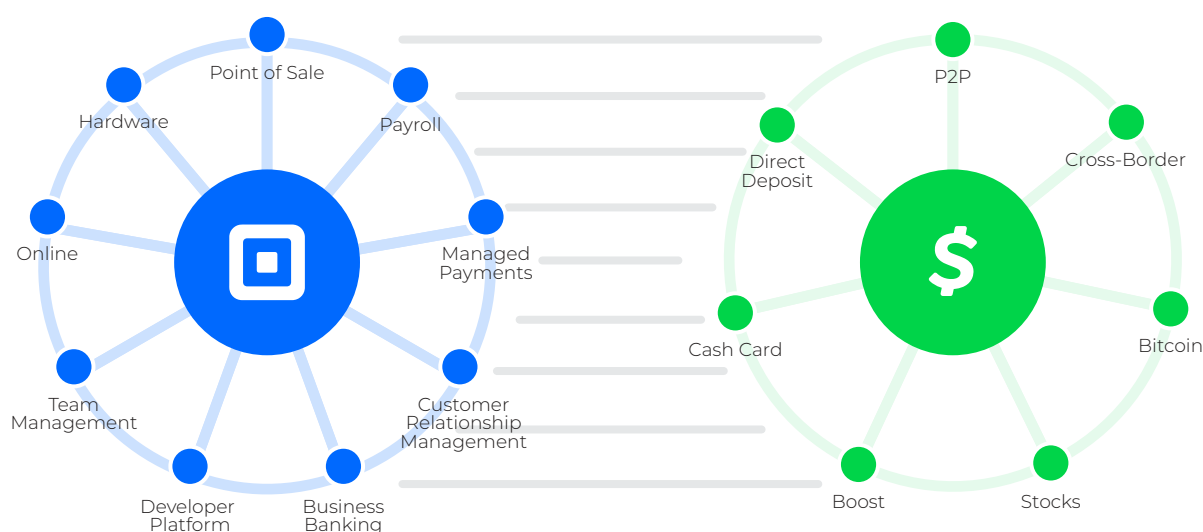 Point of Sale
Hardware
Payroll
Online
Managed
Payments
Team
Management
Customer
Relationship
Management
Developer
Platform
Business
Banking
$
P2P
Direct
Deposit
Cross-Border
Cash Card
Bitcoin
Boost
Stocks